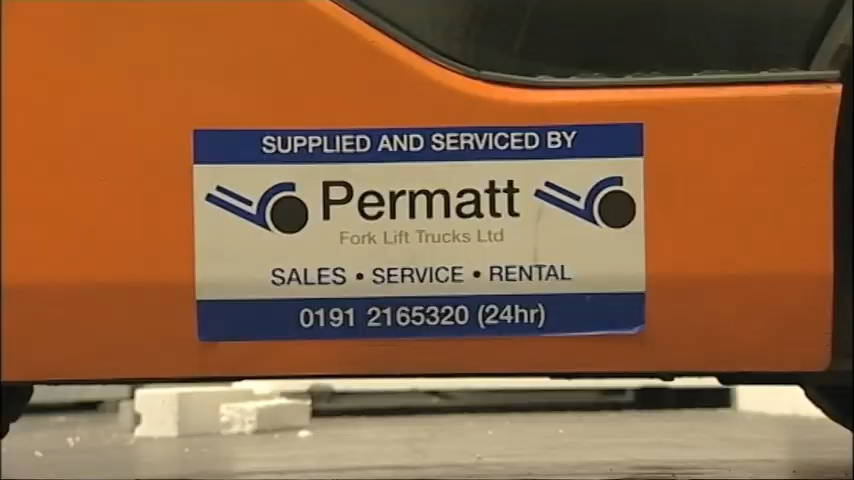 SUPPLIED AND SERVICED BY
Permatt
Fork Lift Trucks Ltd
SALES • SERVICE • RENTAL
0191 2165320 (24hr)